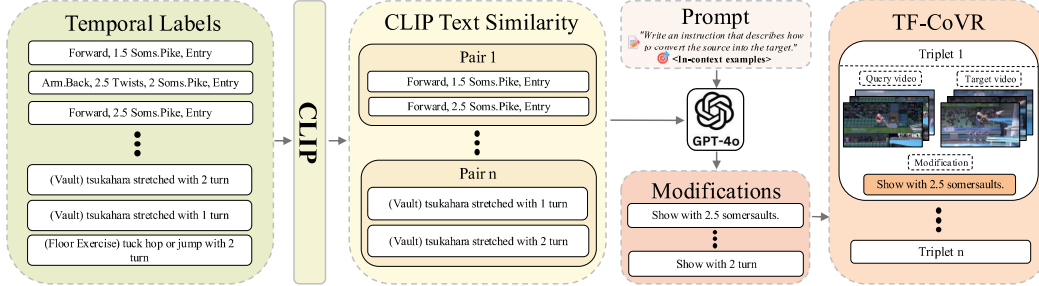 Temporal Labels
Forward, 1.5 Soms.Pike, Entry
Arm.Back, 2.5 Twists, 2 Soms.Pike, Entry
Forward, 2.5 Soms.Pike, Entry
(Vault) tsukahara stretched with 2 turn
(Vault) tsukahara stretched with 1 turn
(Floor Exercise) tuck hop or jump with 2
turn
CLIP
CLIP Text Similarity
Pair 1
Forward, 1.5 Soms.Pike, Entry
Forward, 2.5 Soms.Pike, Entry
Pair n
(Vault) tsukahara stretched with 1 turn
(Vault) tsukahara stretched with 2 turn
Prompt
"Write an instruction that describes how
to convert the source into the target."
<In-context examples>
GPT-4o
Modifications
Show with 2.5 somersaults.
Show with 2 turn
TF-CoVR
Triplet 1
Query video
Target video
Modification
Show with 2.5 somersaults.
Triplet n